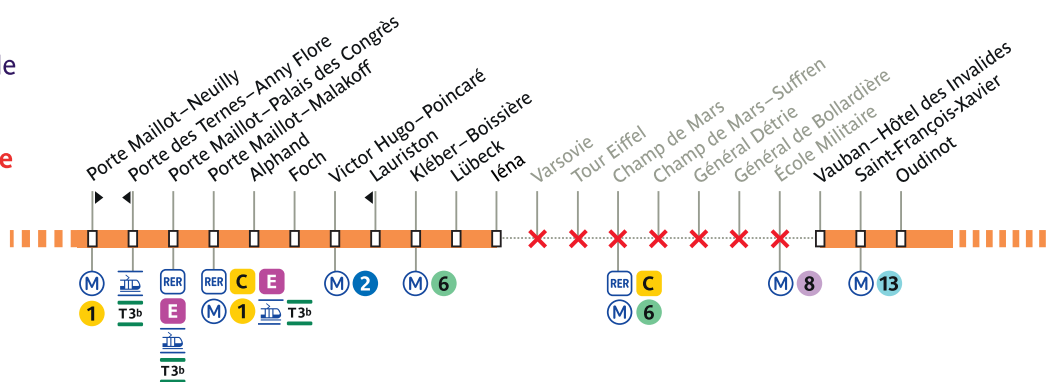 le
e
Porte Maillot – Neuilly
Porte des Ternes – Anny Flore
Porte Maillot – Palais des Congrès
Porte Maillot – Malakoff
Alphand
Foch
Victor Hugo – Poincaré
Lauriston
Kléber – Boissière
Lübeck
Iéna
Varsovie
Tour Eiffel
Champ de Mars
Champ de Mars – Suffren
Général Détrie
Général de Bollardière
École Militaire
Vauban – Hôtel des Invalides
Saint-François-Xavier
Oudinot
M
1
T3b
RER
E
T3b
RER C E
M 1 T3b
M 2
M 6
RER C
M 6
M 8
M 13